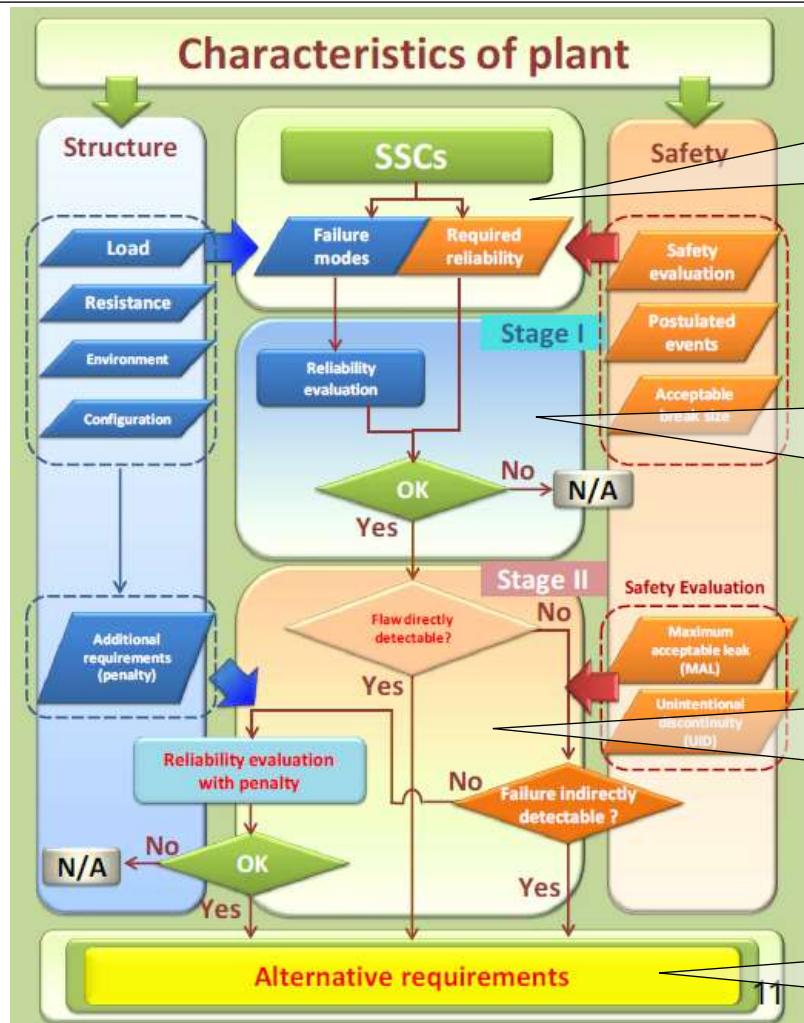 Characteristics of plant
Structure
SSCs
Safety
Load
Failure
modes
Required
reliability
Safety
evaluation
Resistance
Postulated
events
Stage I
Environment
Reliability
evaluation
Acceptable
break size
Configuration
OK
No
N/A
Yes
Stage II
Safety Evaluation
Flaw directly
detectable?
No
Additional
requirements
(penalty)
Maximum
acceptable leak
(MAL)
Yes
Unintentional
discontinuity
(UID)
Reliability evaluation
with penalty
No
Failure indirectly
detectable ?
N/A
No
OK
Yes
Yes
Alternative requirements
11